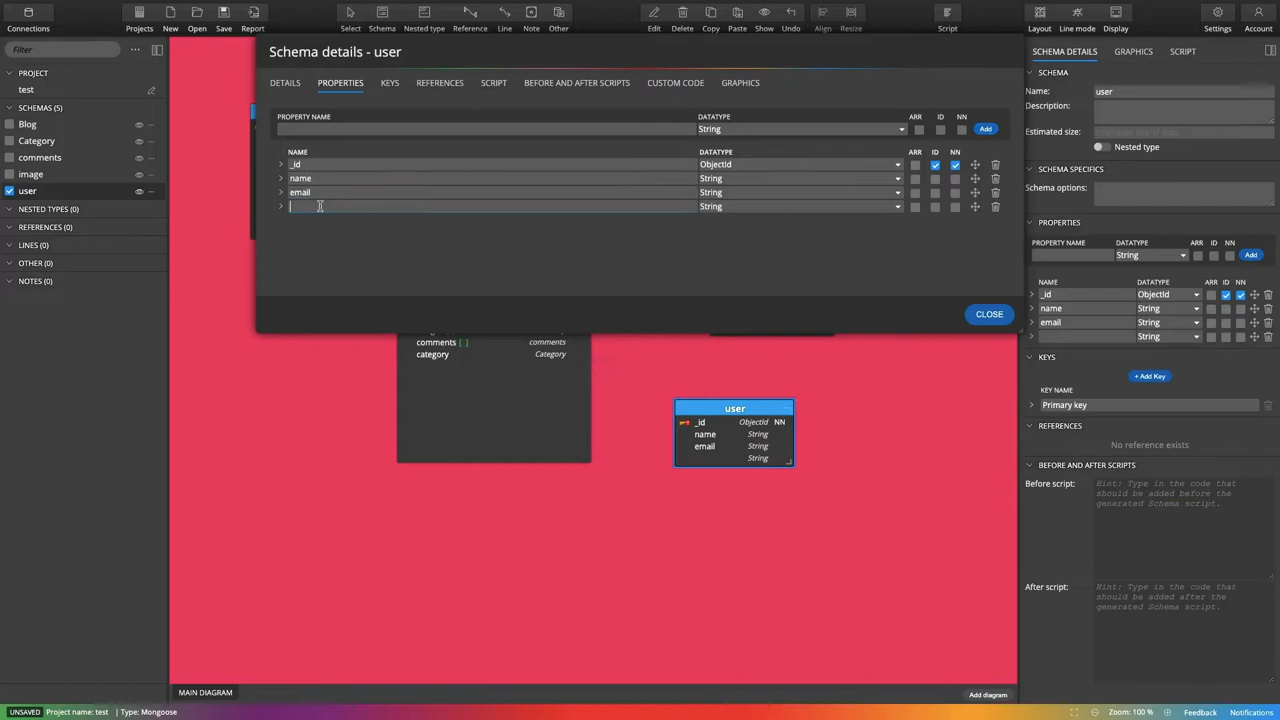 Connections Projects New Open Save Report Select Schema Nested type Reference Line Note Other Edit Delete Copy Paste Show Undo Align Resize Script Layout Line mode Display Settings Account
Filter
PROJECT
test
SCHEMAS (5)
Blog
Category
comments
image
user
NESTED TYPES (0)
REFERENCES (0)
LINES (0)
OTHER (0)
NOTES (0)
Schema details - user
DETAILS PROPERTIES KEYS REFERENCES SCRIPT BEFORE AND AFTER SCRIPTS CUSTOM CODE GRAPHICS
PROPERTY NAME DATATYPE ARR ID NN
String Add
NAME DATATYPE ARR ID NN
_id ObjectId
name String
email String
String
CLOSE
comments [ ] comments
category Category
user
_id ObjectId NN
name String
email String
String
MAIN DIAGRAM
Add diagram
SCHEMA DETAILS GRAPHICS SCRIPT
SCHEMA
Name: user
Description:
Estimated size: Estimated size of data
Nested type
SCHEMA SPECIFICS
Schema options:
PROPERTIES
PROPERTY NAME DATATYPE ARR ID NN
String Add
NAME DATATYPE ARR ID NN
_id ObjectId
name String
email String
String
KEYS
+ Add Key
KEY NAME
Primary key
REFERENCES
No reference exists
BEFORE AND AFTER SCRIPTS
Before script: Hint: Type in the code that
should be added before the
generated Schema script.
After script: Hint: Type in the code that
should be added after the
generated Schema script.
UNSAVED Project name: test | Type: Mongoose Zoom: 100 % Feedback Notifications